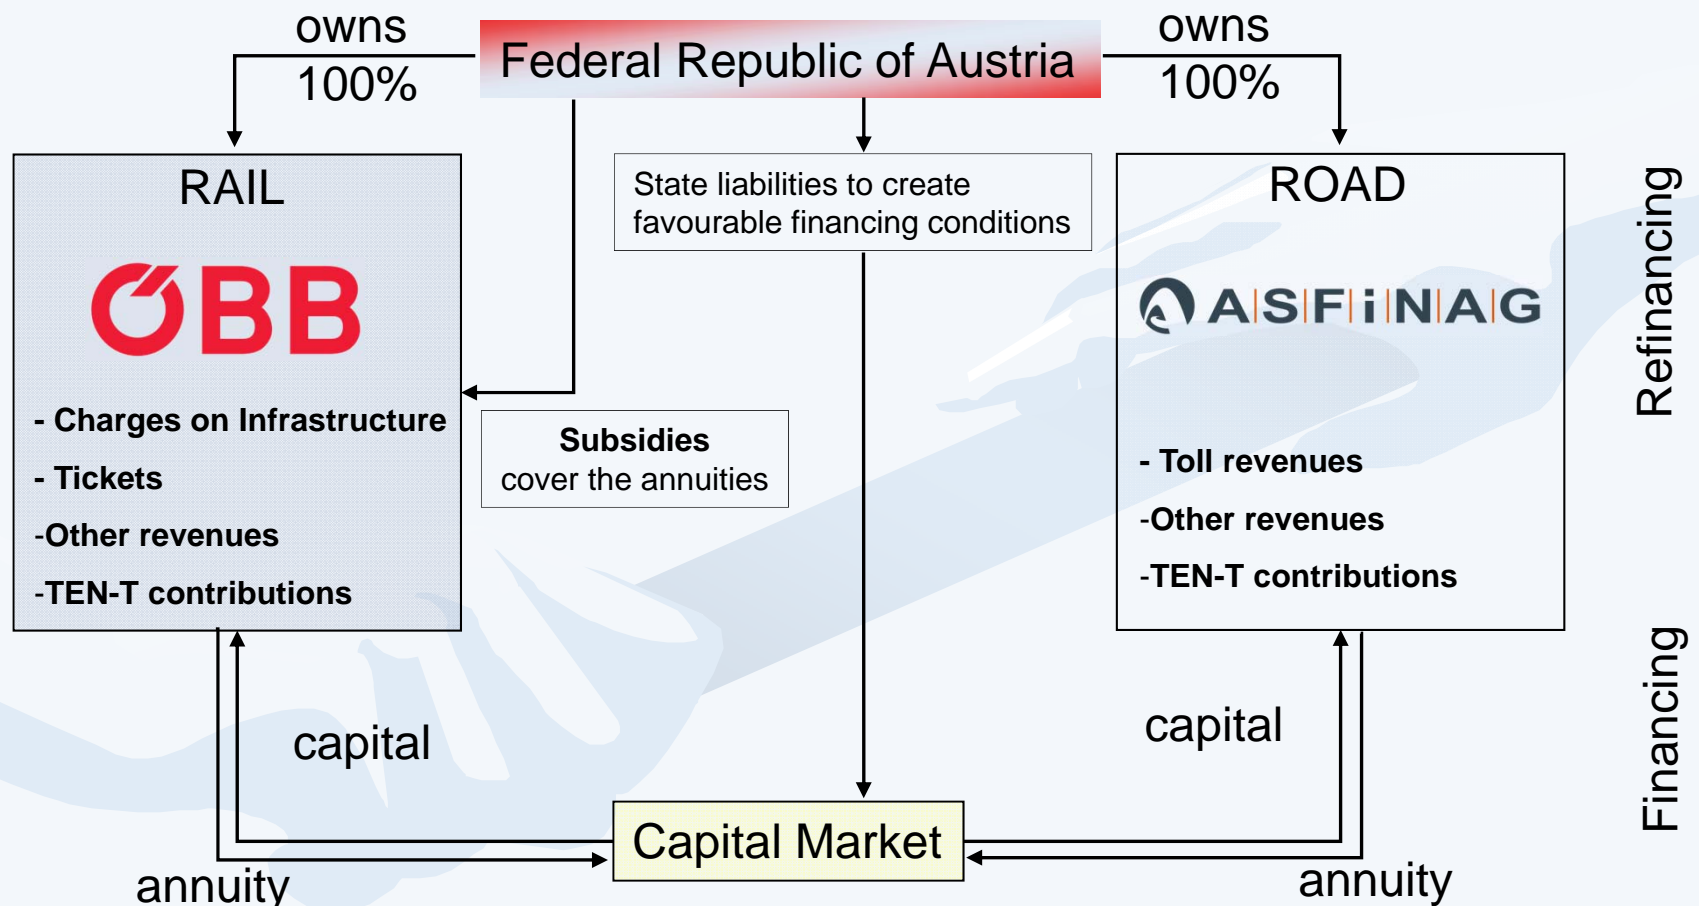 owns
100%
Federal Republic of Austria
owns
100%
RAIL
ÖBB
- Charges on Infrastructure
- Tickets
-Other revenues
-TEN-T contributions
State liabilities to create
favourable financing conditions
Subsidies
cover the annuities
ROAD
A|S|F|i|N|A|G
- Toll revenues
-Other revenues
-TEN-T contributions
Refinancing
Financing
capital
capital
Capital Market
annuity
annuity